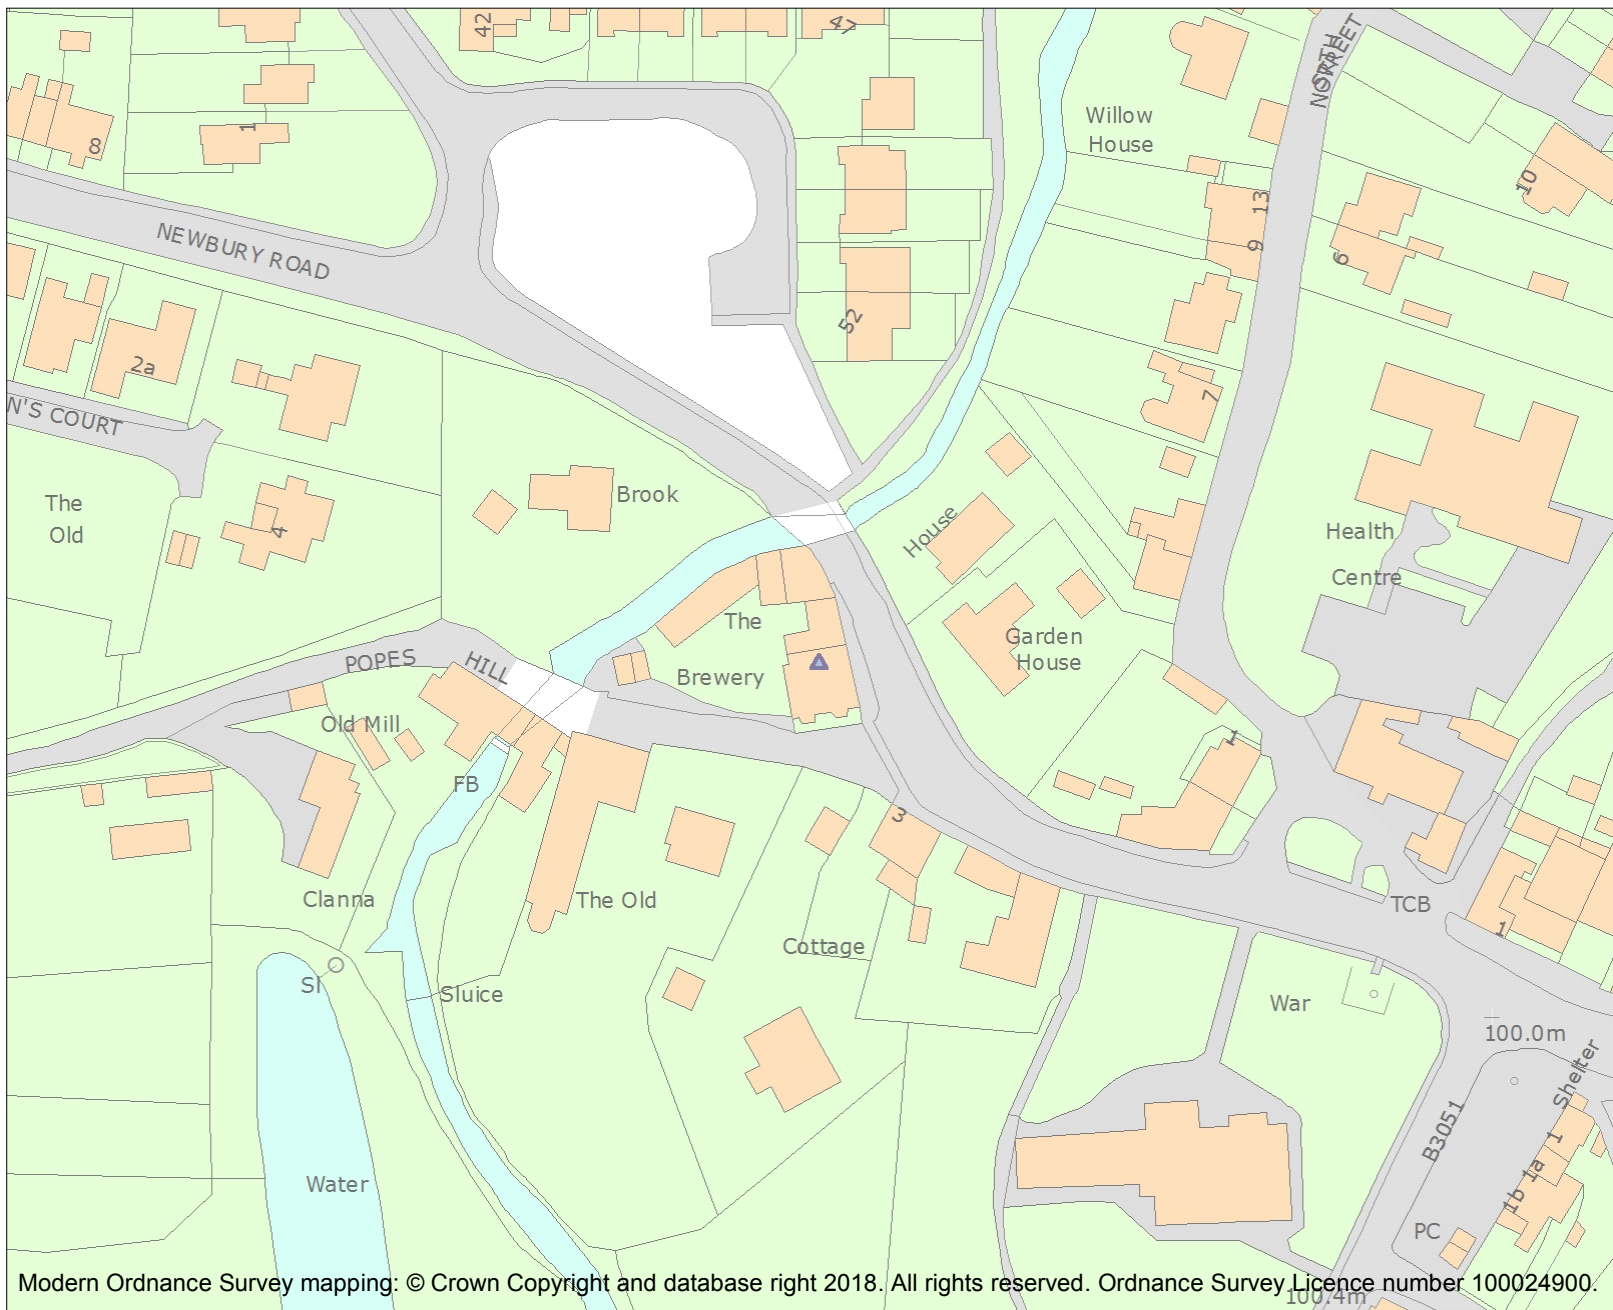 42
47
NORTH
STREET
Willow
House
8
1
10
13
9
6
NEWBURY ROAD
52
2a
7
N'S COURT
The
Old
4
Brook
House
Health
Centre
The
Brewery
Garden
House
POPES HILL
Old Mill
1
FB
3
Clanna
The Old
TCB
Cottage
1
Sl
Sluice
War
100.0m
Shelter
B3051
1
1a
1b
Water
PC
Modern Ordnance Survey mapping: © Crown Copyright and database right 2018. All rights reserved. Ordnance Survey Licence number 100024900.
100.4m